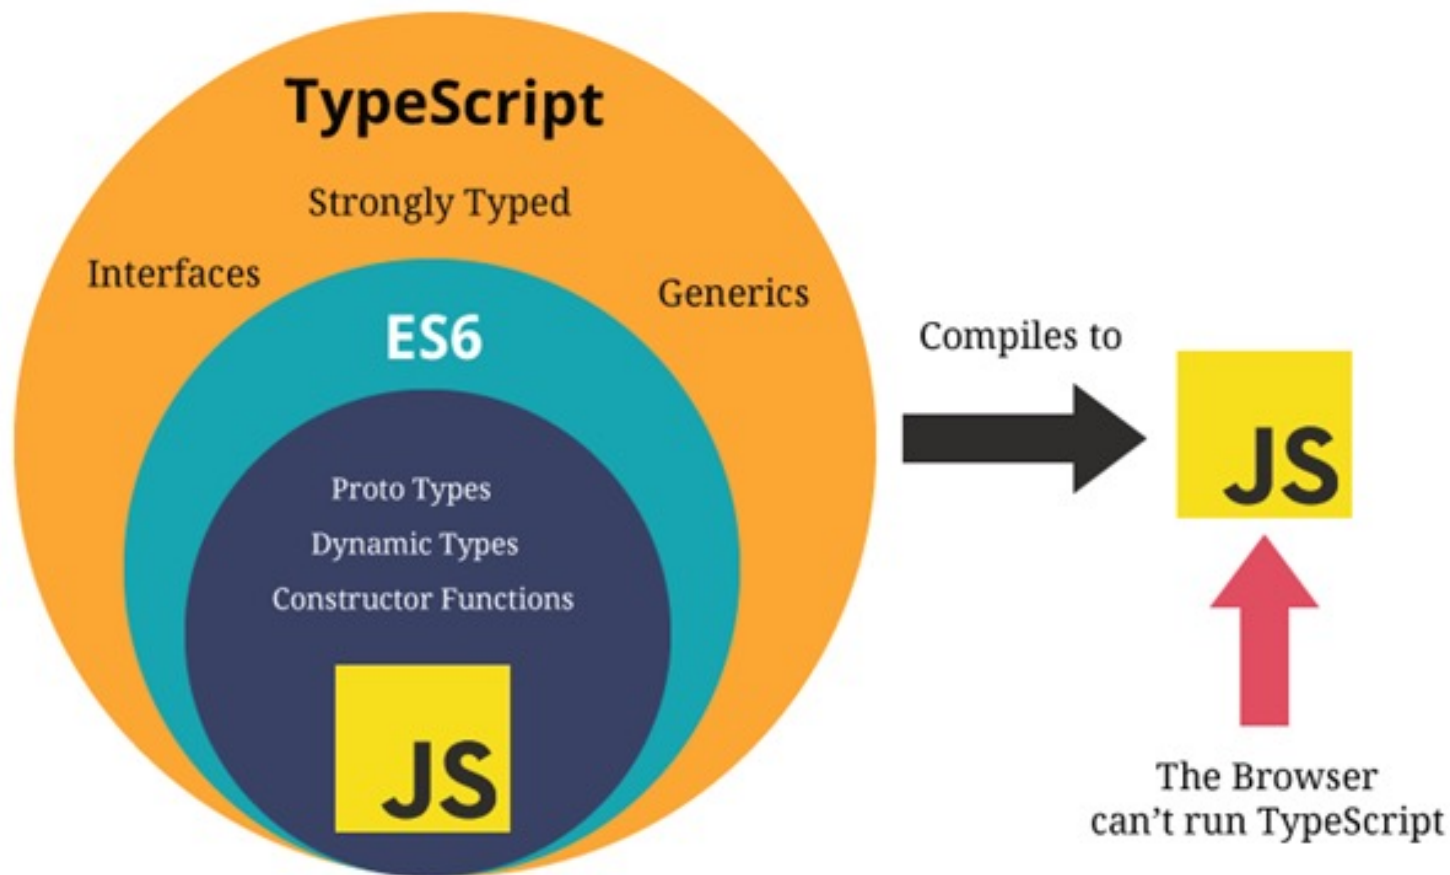 TypeScript
Strongly Typed
Interfaces
Generics
ES6
Proto Types
Dynamic Types
Constructor Functions
JS
Compiles to
JS
The Browser
can’t run TypeScript